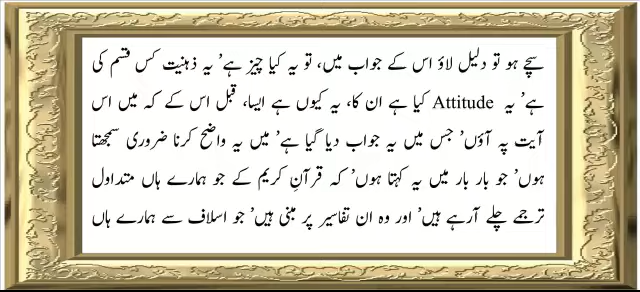 سچے ہو تو دلیل لاؤ اس کے جواب میں، تو یہ کیا چیز ہے’ یہ ذہنیت کس قسم کی
ہے’ یہ Attitude کیا ہے ان کا، یہ کیوں ہے ایسا، قبل اس کے کہ میں اس
آیت پہ آؤں’ جس میں یہ جواب دیا گیا ہے’ میں یہ واضح کرنا ضروری سمجھتا
ہوں’ جو بار بار میں یہ کہتا ہوں’ کہ قرآنِ کریم کے جو ہمارے ہاں متداول
ترجمے چلے آرہے ہیں’ اور وہ ان تفاسیر پر مبنی ہیں’ جو اسلاف سے ہمارے ہاں